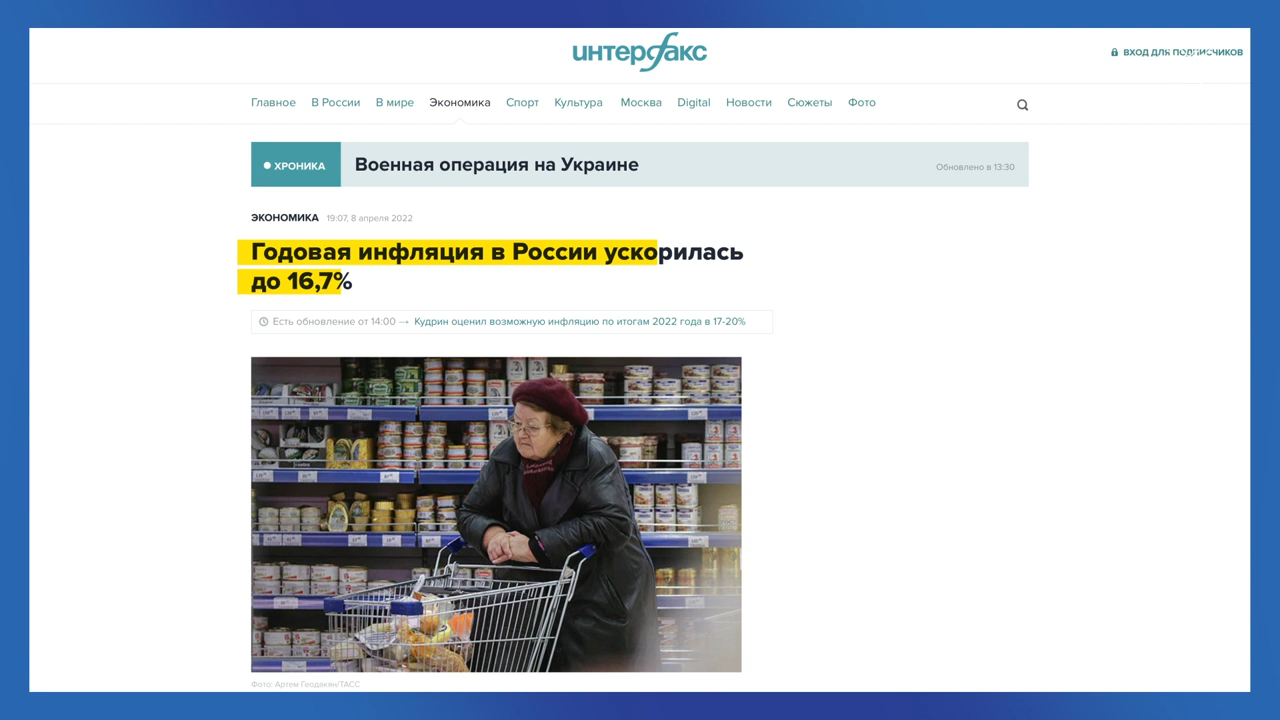 интерфакс
ВХОД ДЛЯ ПОДПИСЧИКОВ
Главное В России В мире Экономика Спорт Культура Москва Digital Новости Сюжеты Фото
ХРОНИКА Военная операция на Украине Обновлено в 13:30
ЭКОНОМИКА 19:07, 8 апреля 2022
Годовая инфляция в России ускорилась
до 16,7%
Есть обновление от 14:00 → Кудрин оценил возможную инфляцию по итогам 2022 года в 17-20%
Фото: Артем Геодакян/ТАСС